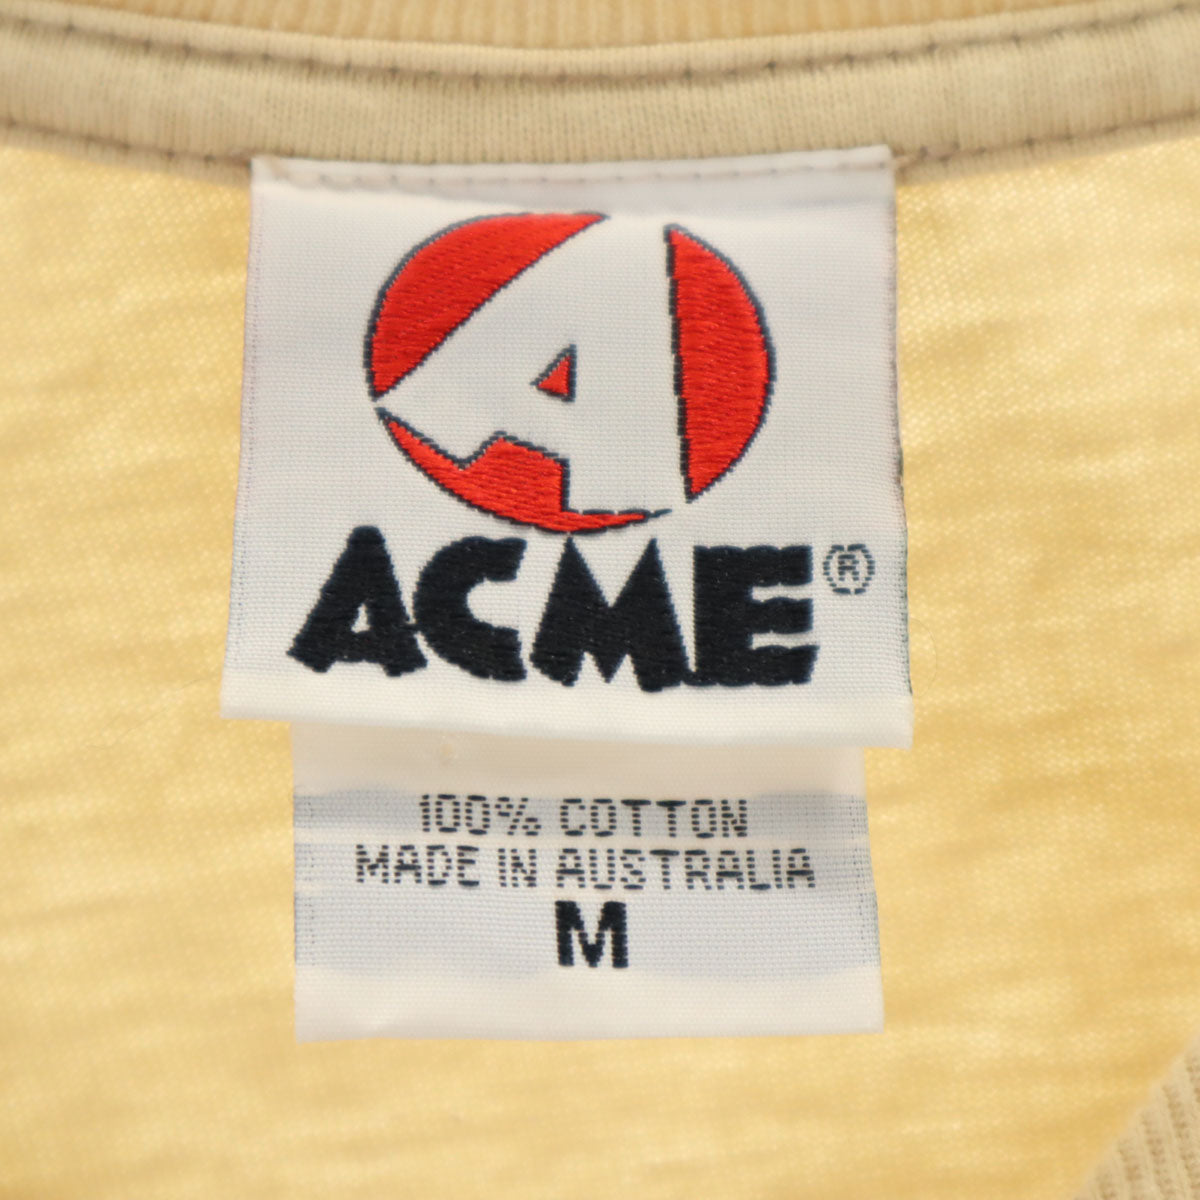 A
ACME®
100% COTTON
MADE IN AUSTRALIA
M